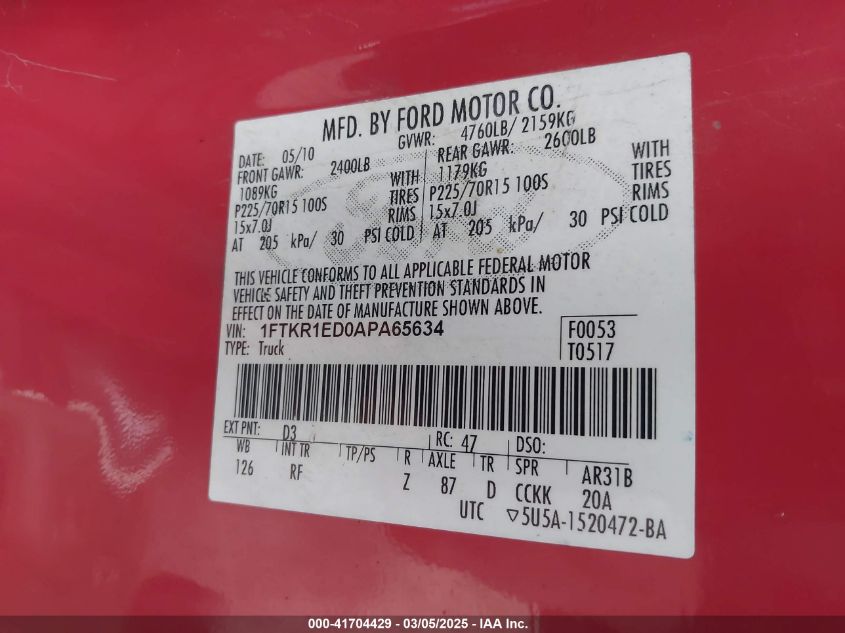 MFD. BY FORD MOTOR CO.
DATE: 05/10 GVWR: 4760LB/ 2159KG
FRONT GAWR: 2400LB REAR GAWR: 2600LB
1089KG WITH 1179KG WITH
P225/70R15 100S TIRES P225/70R15 100S TIRES
15x7.0J RIMS 15x7.0J RIMS
AT 205 kPa/ 30 PSI COLD AT 205 kPa/ 30 PSI COLD
THIS VEHICLE CONFORMS TO ALL APPLICABLE FEDERAL MOTOR
VEHICLE SAFETY AND THEFT PREVENTION STANDARDS IN
EFFECT ON THE DATE OF MANUFACTURE SHOWN ABOVE.
VIN: 1FTKR1ED0APA65634 F0053
TYPE: Truck T0517
EXT PNT: D3 RC: 47 DSO:
WB INT TR TP/PS R AXLE TR SPR AR31B
126 RF Z 87 D CCKK 20A
UTC ▽5U5A-1520472-BA
000-41704429 - 03/05/2025 - IAA Inc.